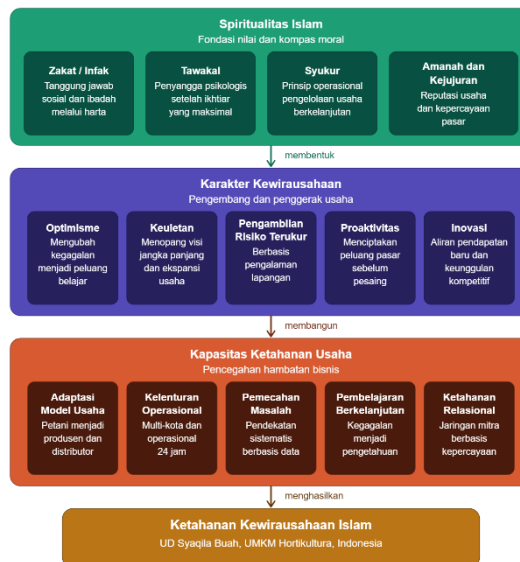 Spiritualitas Islam
Fondasi nilai dan kompas moral
Zakat / Infak
Tanggung jawab
sosial dan ibadah
melalui harta
Tawakal
Penyangga psikologis
setelah ikhtiar
yang maksimal
Syukur
Prinsip operasional
pengelolaan usaha
berkelanjutan
Amanah dan
Kejujuran
Reputasi usaha
dan kepercayaan
pasar
membentuk
Karakter Kewirausahaan
Pengembang dan penggerak usaha
Optimisme
Mengubah
kegagalan
menjadi peluang
belajar
Keuletan
Menopang visi
jangka panjang
dan ekspansi
usaha
Pengambilan
Risiko Terukur
Berbasis
pengalaman
lapangan
Proaktivitas
Menciptakan
peluang pasar
sebelum
pesaing
Inovasi
Aliran pendapatan
baru dan
keunggulan
kompetitif
membangun
Kapasitas Ketahanan Usaha
Pencegahan hambatan bisnis
Adaptasi
Model Usaha
Petani menjadi
produsen dan
distributor
Kelenturan
Operasional
Multi-kota dan
operasional
24 jam
Pemecahan
Masalah
Pendekatan
sistematis
berbasis data
Pembelajaran
Berkelanjutan
Kegagalan
menjadi
pengetahuan
Ketahanan
Relasional
Jaringan mitra
berbasis
kepercayaan
menghasilkan
Ketahanan Kewirausahaan Islam
UD Syaqila Buah, UMKM Hortikultura, Indonesia